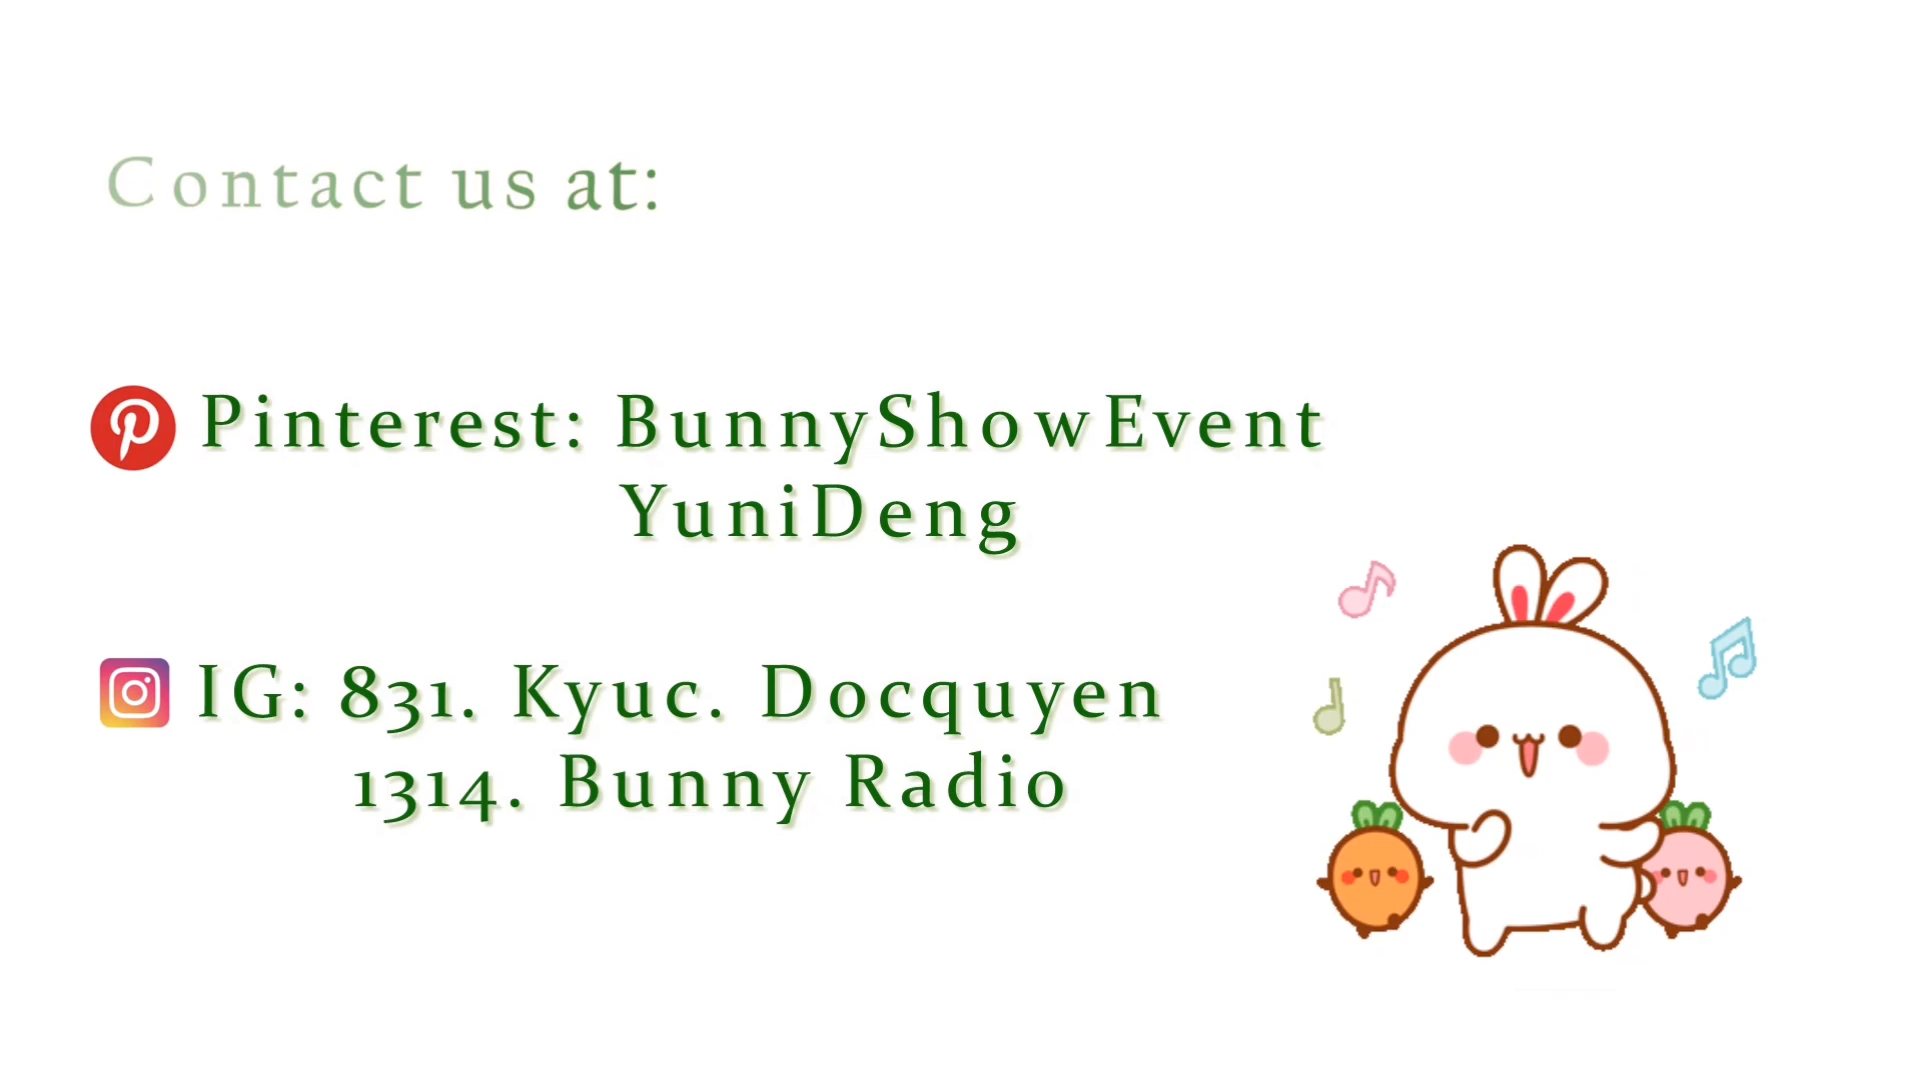 Contact us at:
Pinterest: BunnyShowEvent
YuniDeng
IG: 831. Kyuc. Docquyen
1314. Bunny Radio